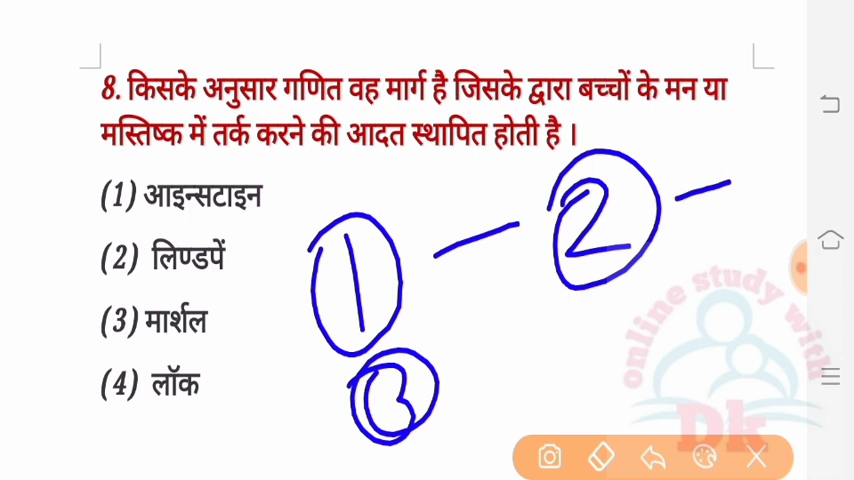 8. किसके अनुसार गणित वह मार्ग है जिसके द्वारा बच्चों के मन या
मस्तिष्क में तर्क करने की आदत स्थापित होती है ।
(1) आइन्सटाइन
(2) लिण्डपें
(3) मार्शल
(4) लॉक
1 — 2 —
3
online study with
Dk